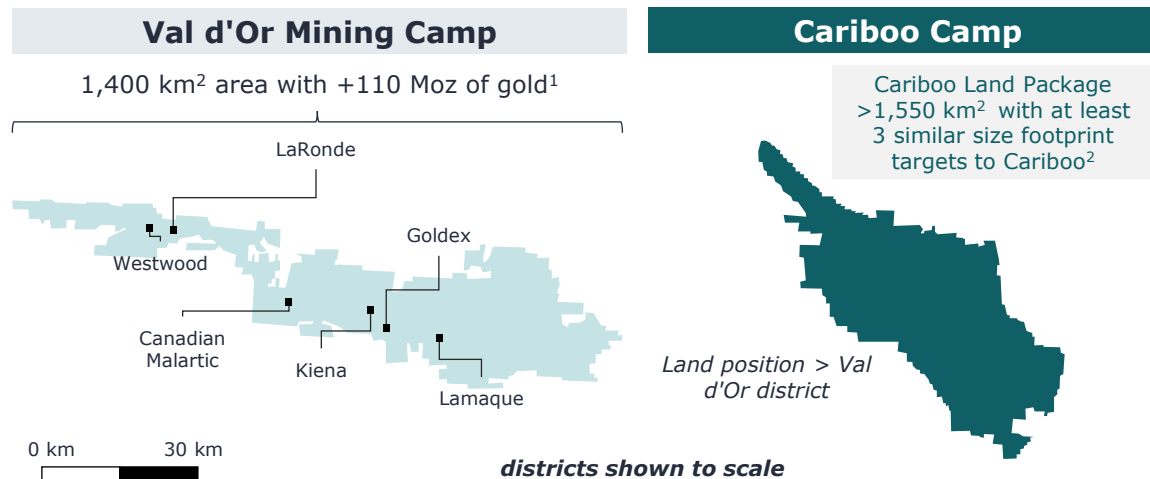 Val d'Or Mining Camp
1,400 km² area with +110 Moz of gold¹
LaRonde
Goldex
Westwood
Canadian
Malartic
Kiena
Lamaque
0 km
30 km
Cariboo Camp
Cariboo Land Package
>1,550 km² with at least
3 similar size footprint
targets to Cariboo²
Land position > Val
d'Or district
districts shown to scale